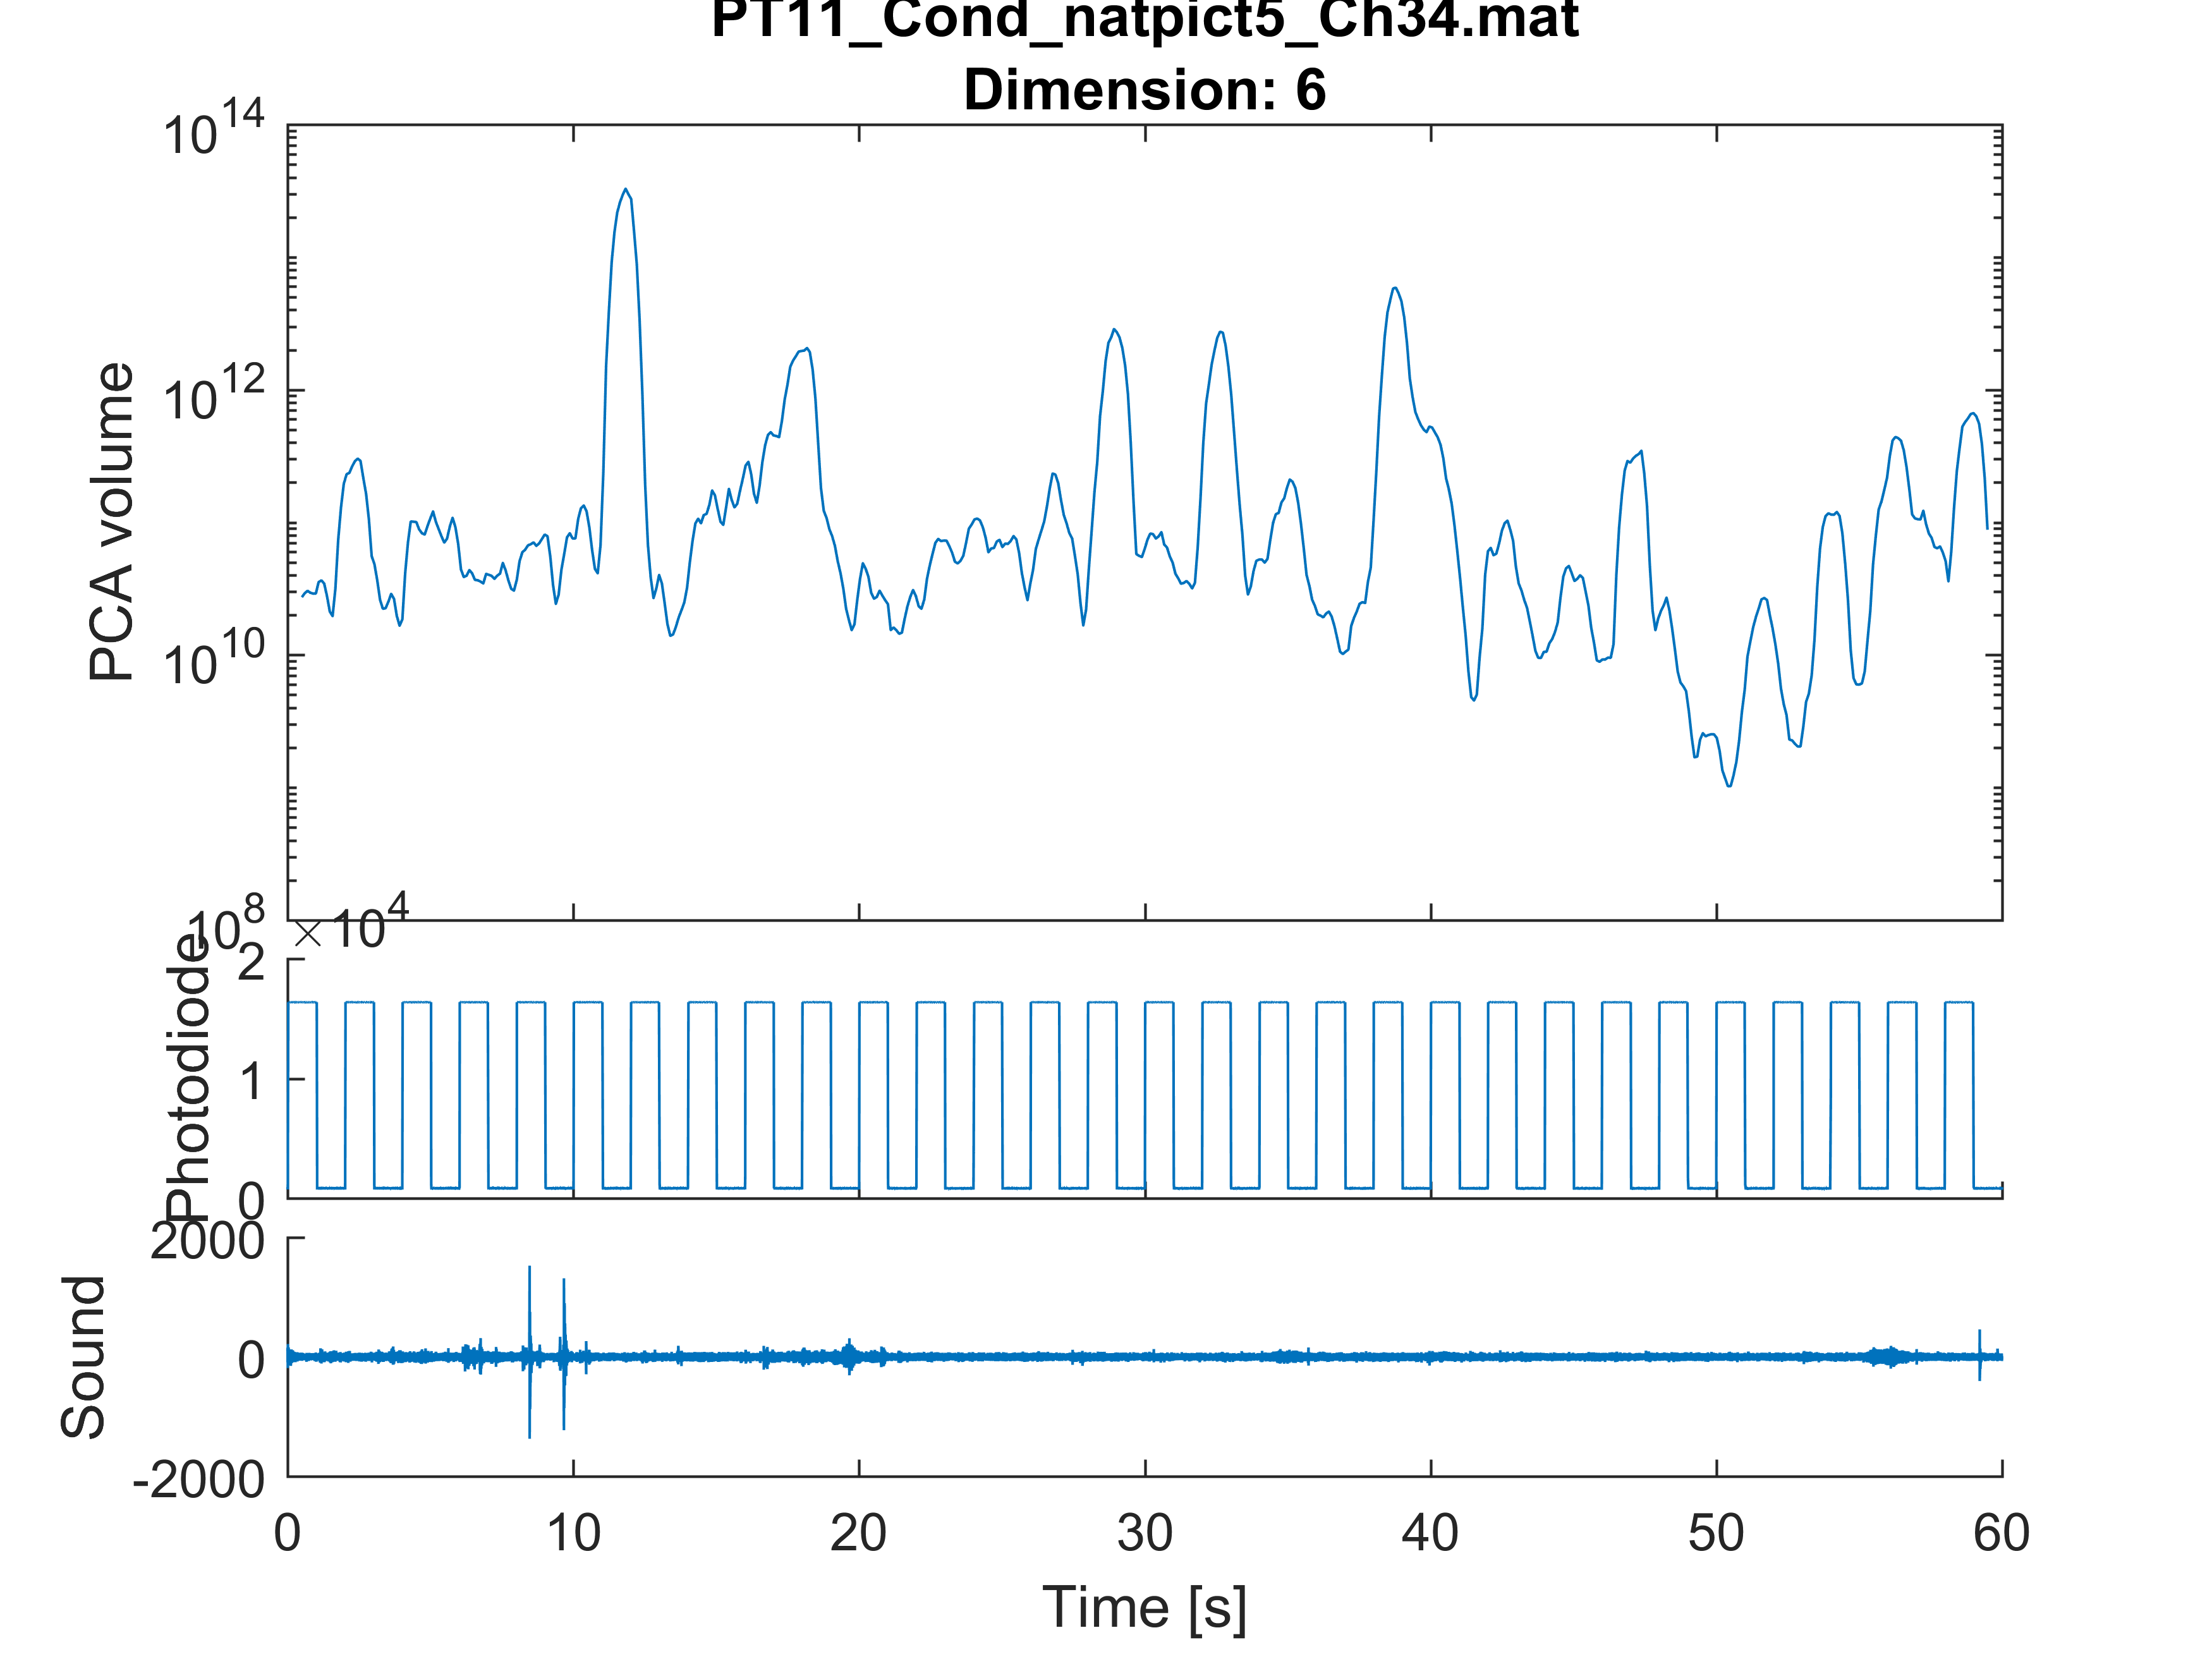 PT11_Cond_natpict5_Ch34.mat
Dimension: 6
10^14
10^12
10^10
10^8
PCA volume
× 10^4
2
1
0
Photodiode
2000
0
-2000
Sound
0 10 20 30 40 50 60
Time [s]